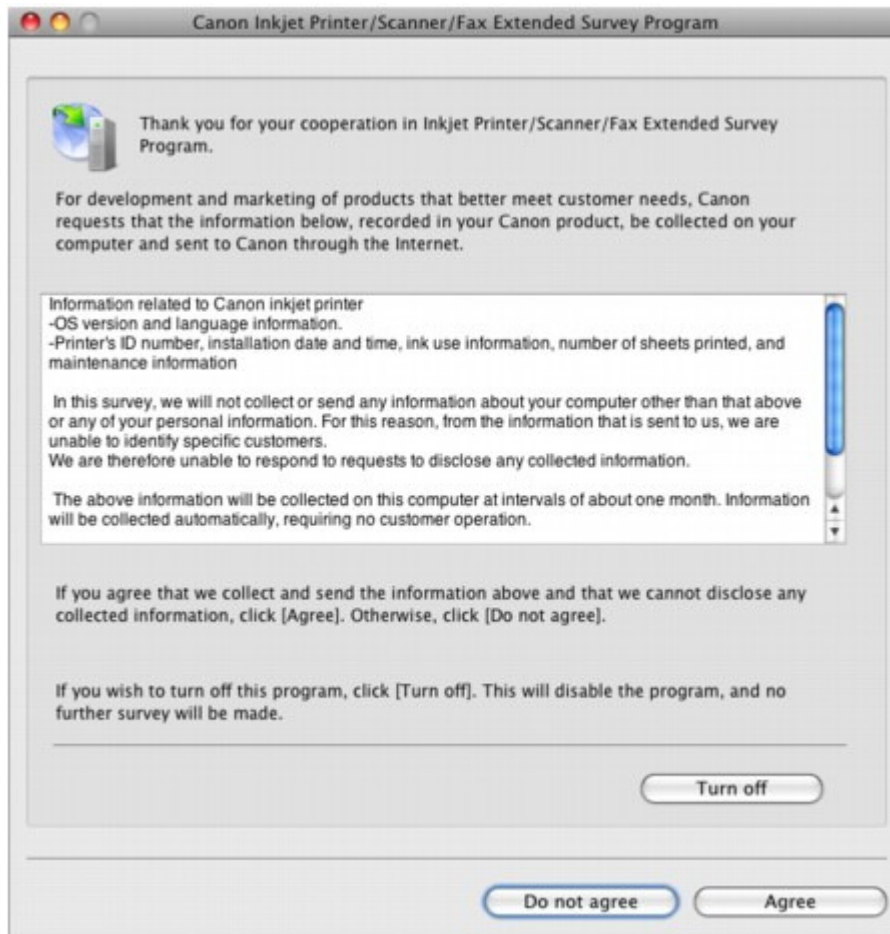 Canon Inkjet Printer/Scanner/Fax Extended Survey Program
Thank you for your cooperation in Inkjet Printer/Scanner/Fax Extended Survey
Program.
For development and marketing of products that better meet customer needs, Canon
requests that the information below, recorded in your Canon product, be collected on your
computer and sent to Canon through the Internet.
Information related to Canon inkjet printer
-OS version and language information.
-Printer's ID number, installation date and time, ink use information, number of sheets printed, and
maintenance information
In this survey, we will not collect or send any information about your computer other than that above
or any of your personal information. For this reason, from the information that is sent to us, we are
unable to identify specific customers.
We are therefore unable to respond to requests to disclose any collected information.
The above information will be collected on this computer at intervals of about one month. Information
will be collected automatically, requiring no customer operation.
If you agree that we collect and send the information above and that we cannot disclose any
collected information, click [Agree]. Otherwise, click [Do not agree].
If you wish to turn off this program, click [Turn off]. This will disable the program, and no
further survey will be made.
Turn off
Do not agree
Agree